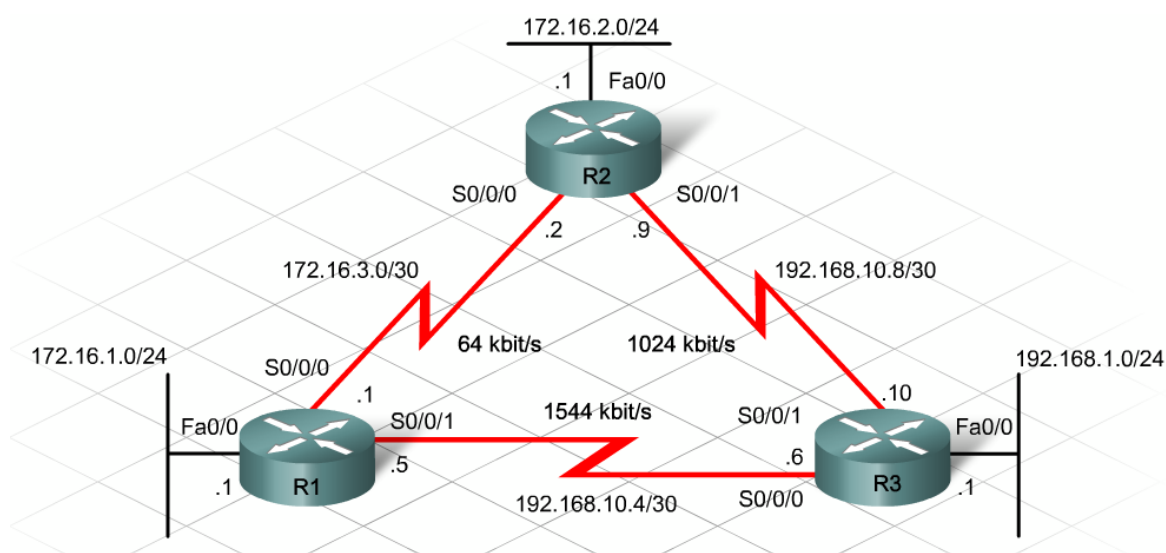 172.16.2.0/24
.1
Fa0/0
R2
S0/0/0
S0/0/1
.2
.9
172.16.3.0/30
192.168.10.8/30
64 kbit/s
1024 kbit/s
172.16.1.0/24
192.168.1.0/24
S0/0/0
.1
.10
1544 kbit/s
Fa0/0
S0/0/1
S0/0/1
Fa0/0
.5
.6
.1
R1
R3
.1
192.168.10.4/30
S0/0/0